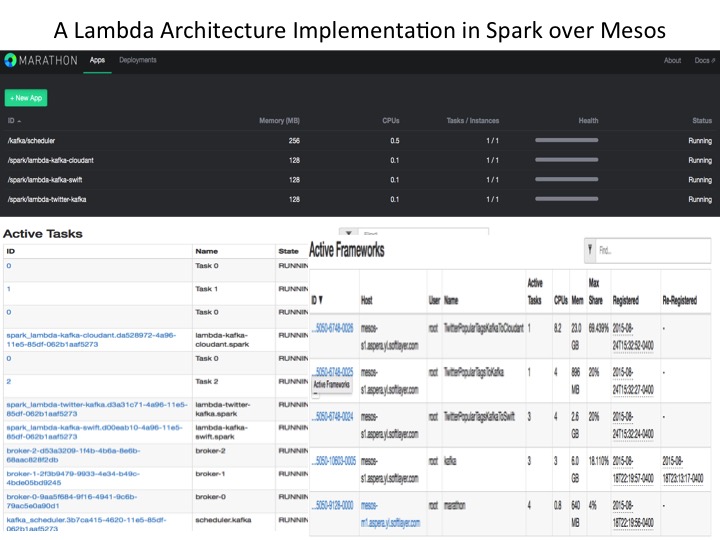 A Lambda Architecture Implementation in Spark over Mesos
MARATHON Apps Deployments About Docs
+ New App
ID Memory (MB) CPUs Tasks / Instances Health Status
/kafka/scheduler 256 0.5 1 / 1 Running
/spark/lambda-kafka-cloudant 128 0.1 1 / 1 Running
/spark/lambda-kafka-swift 128 0.1 1 / 1 Running
/spark/lambda-twitter-kafka 128 0.1 1 / 1 Running
Active Tasks
ID Name State
0 Task 0 RUNNIN
1 Task 1 RUNNIN
0 Task 0 RUNNIN
spark_lambda-kafka-cloudant.da528972-4a96- lambda-kafka- RUNNIN
11e5-85df-062b1aaf5273 cloudant.spark
0 Task 0 RUNNIN
2 Task 2 RUNNIN
spark_lambda-twitter-kafka.d3a31c71-4a96-11e5- lambda-twitter- RUNNIN
85df-062b1aaf5273 kafka.spark
spark_lambda-kafka-swift.d00eab10-4a96-11e5- lambda-kafka- RUNNIN
85df-062b1aaf5273 swift.spark
broker-2-d53a3209-1f4b-4b6a-8e6b- broker-2 RUNNIN
68aac828f2db
broker-1-2f3b9479-9933-4e34-b49c- broker-1 RUNNIN
4bde05bd9245
broker-0-9aa5f684-9f16-4941-9c6b- broker-0 RUNNIN
79ac5e0a90d1
kafka_scheduler.3b7ca415-4620-11e5-85df- scheduler.kafka RUNNIN
062b1aaf5273
Active Frameworks Find...
Active Max
ID ▼ Host User Name Tasks CPUs Mem Share Registered Re-Registered
...5050-6748-0026 mesos- root TwitterPopularTagsKafkaToCloudant 1 8.2 23.0 69.439% 2015-08- -
s1.aspera.yl.softlayer.com GB 24T15:32:52-0400
...5050-6748-0025 mesos- root TwitterPopularTagsToKafka 1 4 896 20% 2015-08- -
Active Frameworks s1.aspera.yl.softlayer.com MB 24T15:32:27-0400
...5050-6748-0024 mesos- root TwitterPopularTagsKafkaToSwift 3 4 2.6 20% 2015-08- -
s1.aspera.yl.softlayer.com GB 24T15:32:24-0400
...5050-10603-0005 mesos- root kafka 3 3 6.0 18.110% 2015-08- 2015-08-
s1.aspera.yl.softlayer.com GB 18T22:19:57-0400 18T23:13:17-0400
...5050-9128-0000 mesos- root marathon 4 0.8 640 4% 2015-08- -
m1.aspera.yl.softlayer.com MB 18T22:18:56-0400